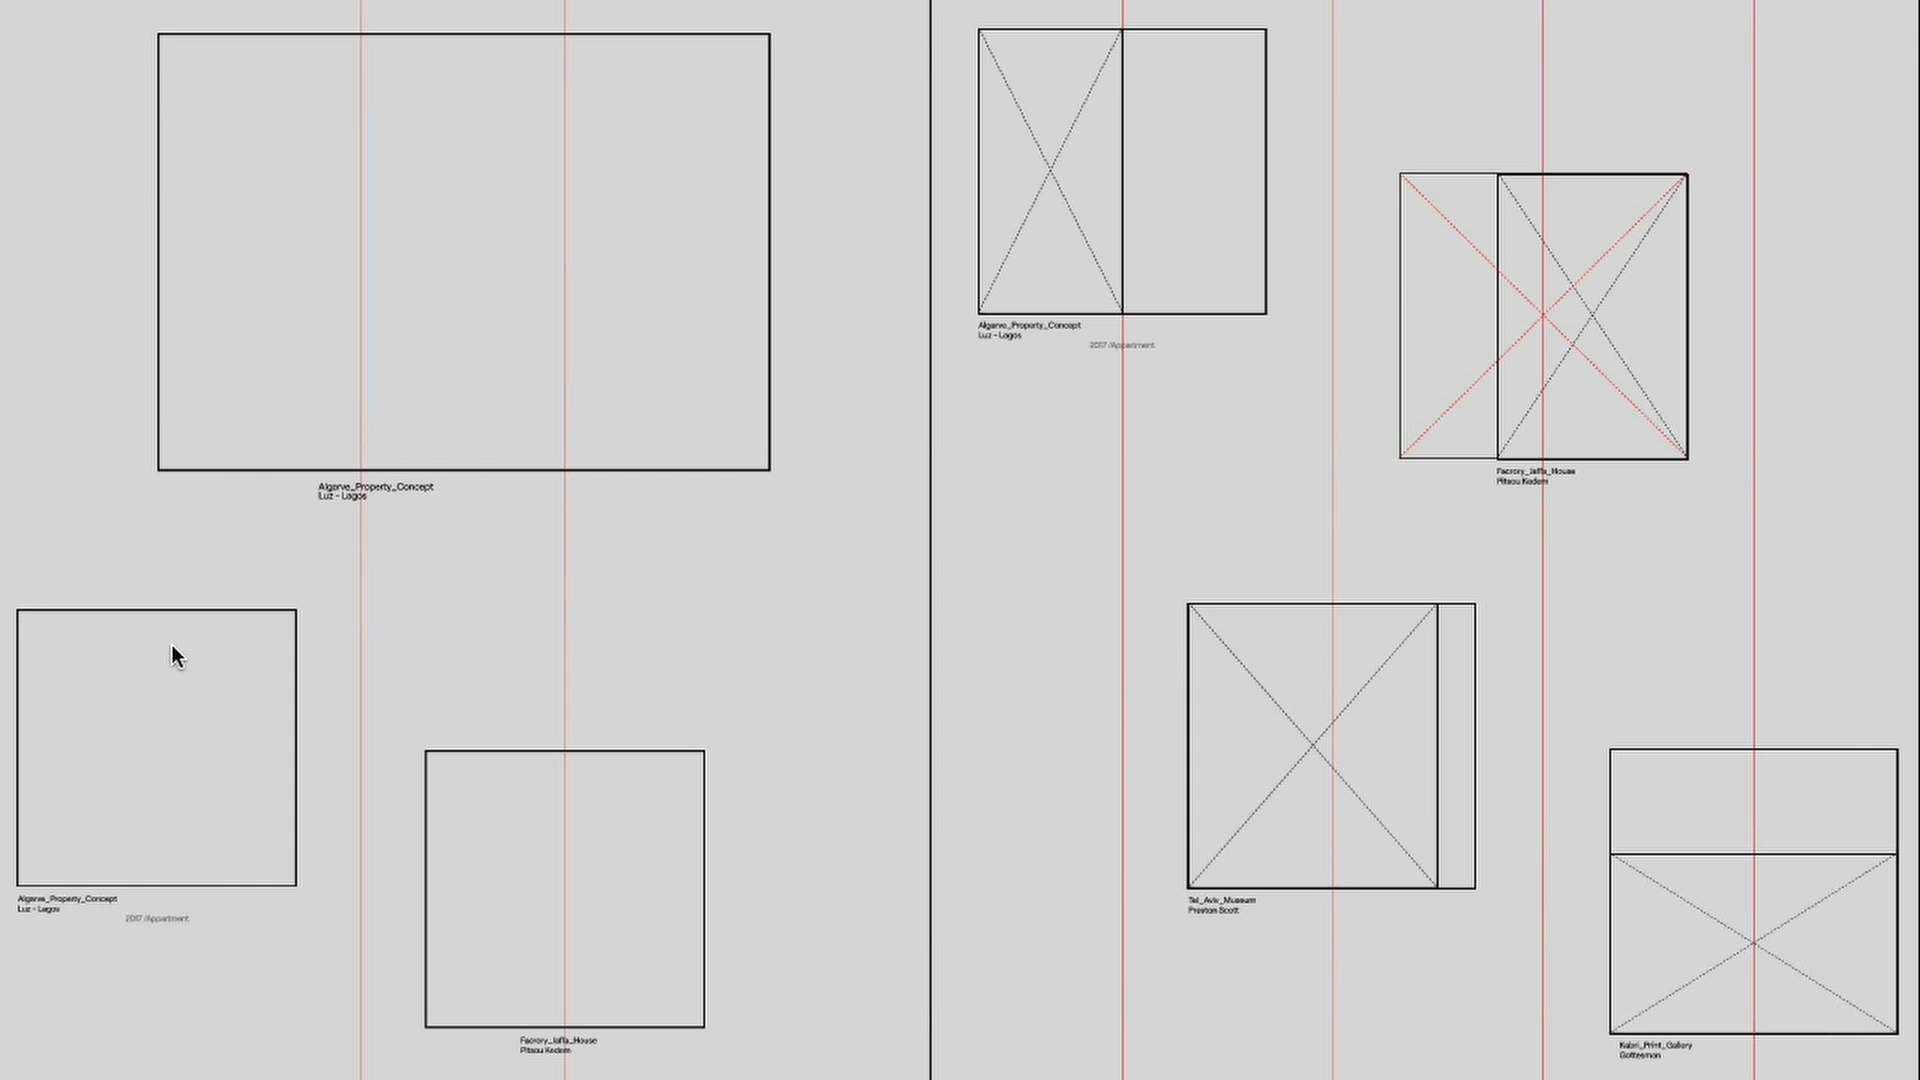 Algarve_Property_Concept
Luz - Lagos
Algarve_Property_Concept
Luz - Lagos
2017 /Appartment
Facrory_Jaffa_House
Pitsou Kedem
Algarve_Property_Concept
Luz - Lagos
2017 /Appartment
Facrory_Jaffa_House
Pitsou Kedem
Tel_Aviv_Museum
Preston Scott
Kabri_Print_Gallery
Gottesman